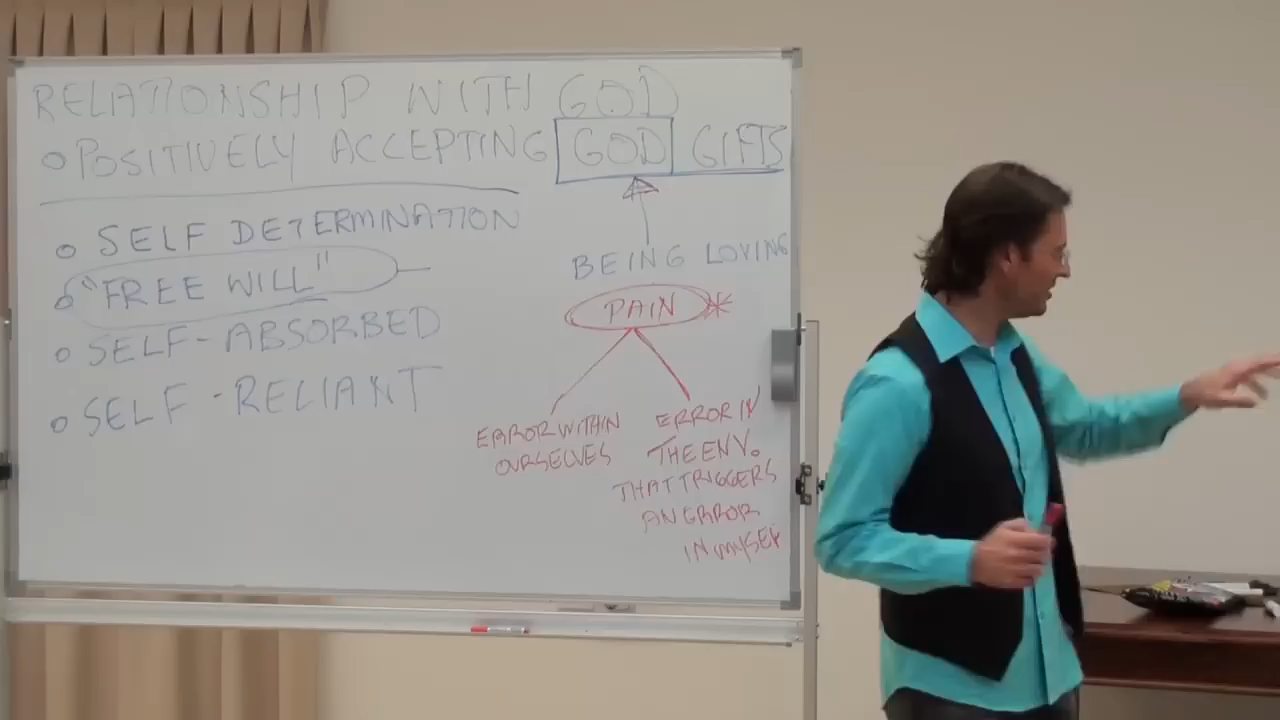 RELATIONSHIP WITH GOD
POSITIVELY ACCEPTING GOD GIFTS
SELF DETERMINATION
"FREE WILL"
SELF-ABSORBED
SELF-RELIANT
BEING LOVING
PAIN
ERROR WITHIN
OURSELVES
ERROR IN
THE ENV.
THAT TRIGGERS
AN ERROR
IN MYSELF